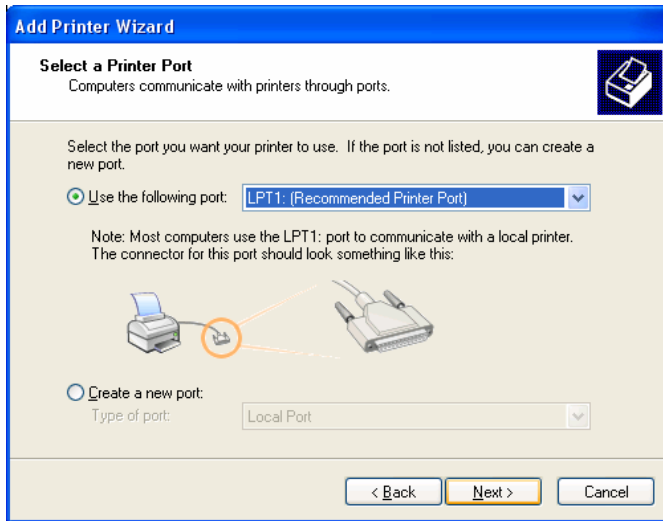 Add Printer Wizard
Select a Printer Port
Computers communicate with printers through ports.
Select the port you want your printer to use.  If the port is not listed, you can create a
new port.
Use the following port:
LPT1: (Recommended Printer Port)
Note: Most computers use the LPT1: port to communicate with a local printer.
The connector for this port should look something like this:
Create a new port:
Type of port:
Local Port
< Back
Next >
Cancel